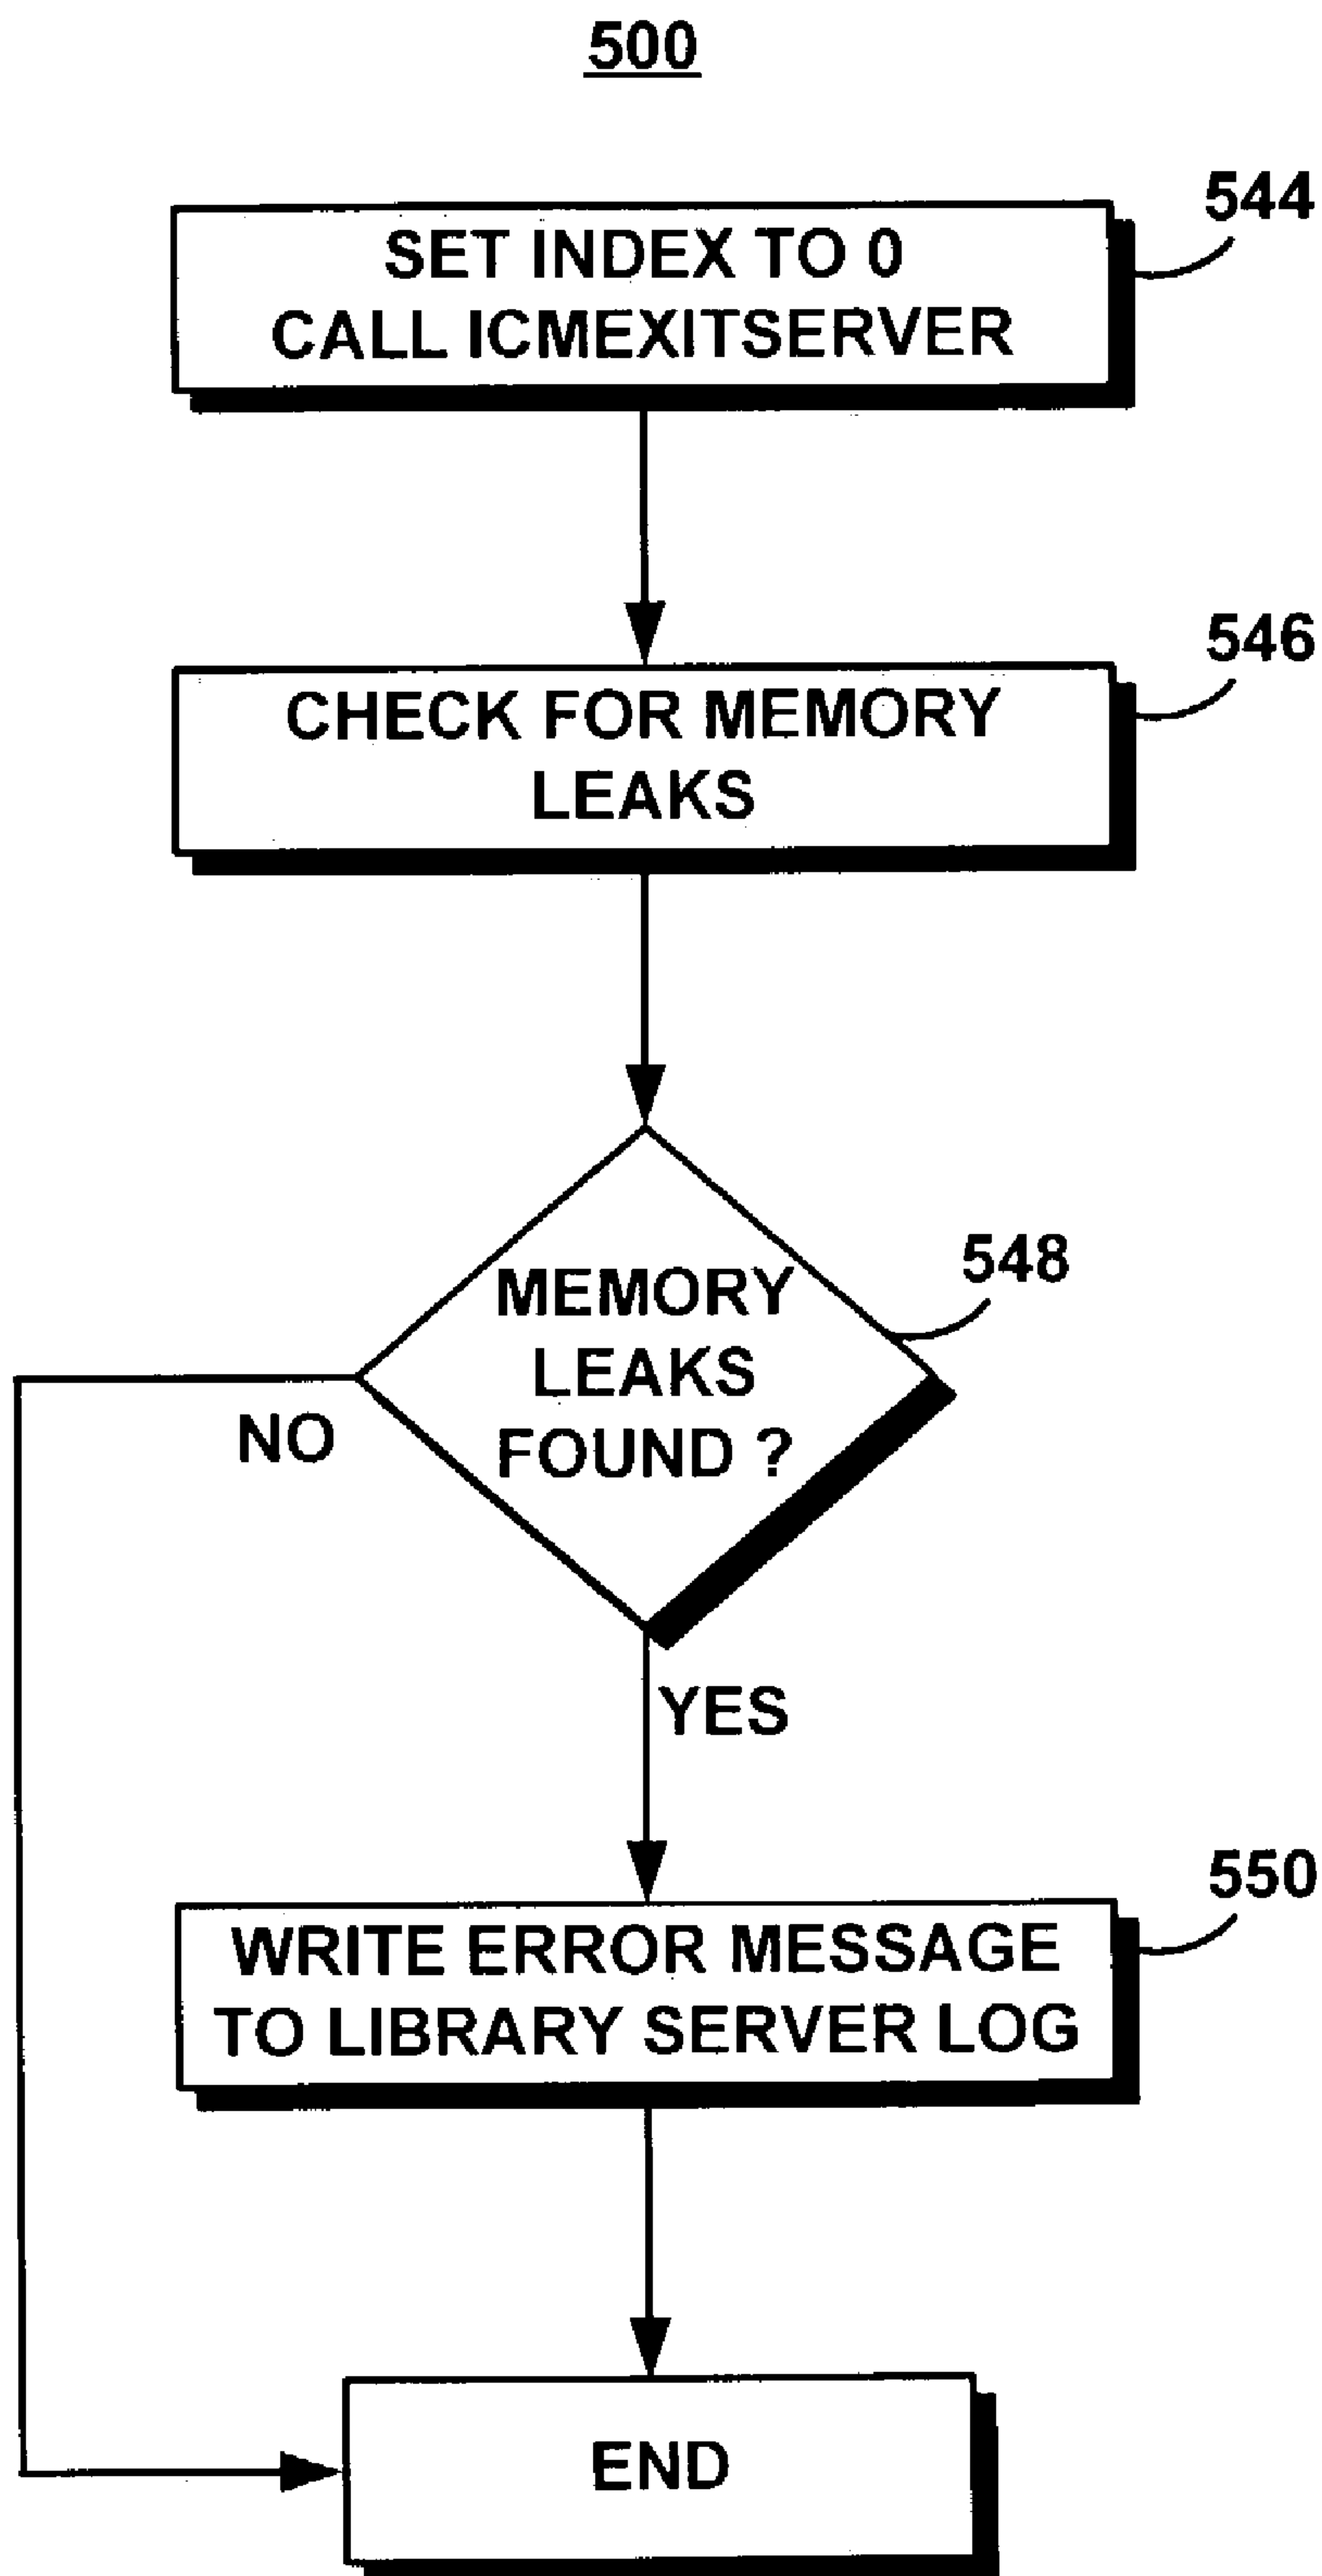 500
544
SET INDEX TO 0
CALL ICMEXITSERVER
546
CHECK FOR MEMORY
LEAKS
548
MEMORY
LEAKS
FOUND ?
NO
YES
550
WRITE ERROR MESSAGE
TO LIBRARY SERVER LOG
END